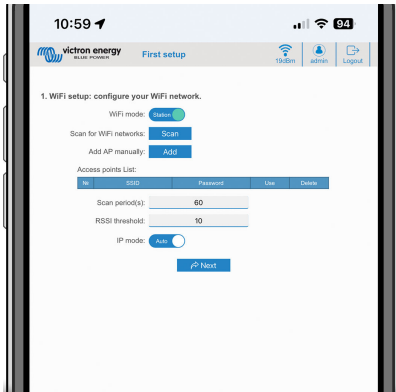 10:59
94
victron energy
BLUE POWER
First setup
19dBm
admin
Logout
1. WiFi setup: configure your WiFi network.
WiFi mode: Station
Scan for WiFi networks: Scan
Add AP manually: Add
Access points List:
№ SSID Password Use Delete
Scan period(s): 60
RSSI threshold: 10
IP mode: Auto
Next